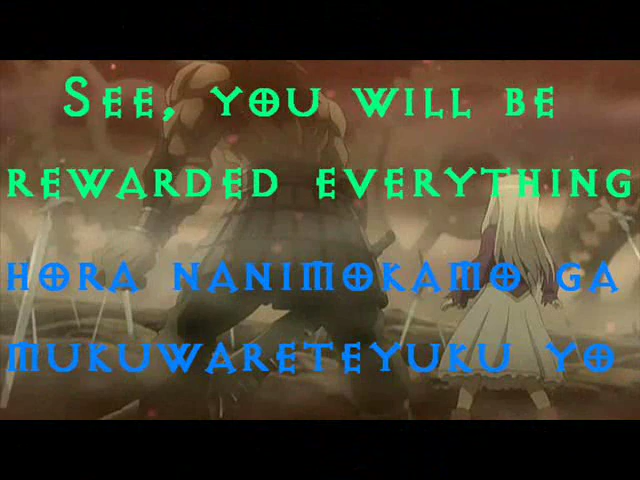 See, you will be
rewarded everything
hora nanimokamo ga
mukuwareteyuku yo